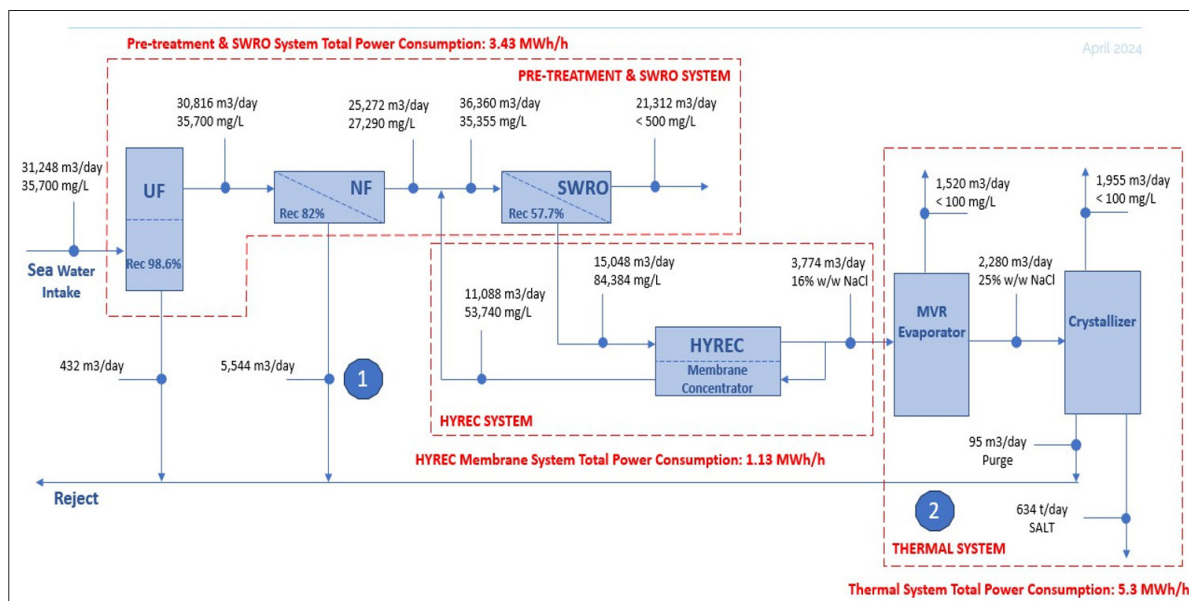 April 2024
Pre-treatment & SWRO System Total Power Consumption: 3.43 MWh/h
PRE-TREATMENT & SWRO SYSTEM
30,816 m3/day
35,700 mg/L
25,272 m3/day
27,290 mg/L
36,360 m3/day
35,355 mg/L
21,312 m3/day
< 500 mg/L
31,248 m3/day
35,700 mg/L
UF
Rec 98.6%
NF
Rec 82%
SWRO
Rec 57.7%
Sea Water
Intake
1,520 m3/day
< 100 mg/L
1,955 m3/day
< 100 mg/L
11,088 m3/day
53,740 mg/L
15,048 m3/day
84,384 mg/L
3,774 m3/day
16% w/w NaCl
2,280 m3/day
25% w/w NaCl
MVR
Evaporator
Crystallizer
HYREC
Membrane
Concentrator
432 m3/day
5,544 m3/day
1
HYREC SYSTEM
HYREC Membrane System Total Power Consumption: 1.13 MWh/h
95 m3/day
Purge
Reject
2
634 t/day
SALT
THERMAL SYSTEM
Thermal System Total Power Consumption: 5.3 MWh/h